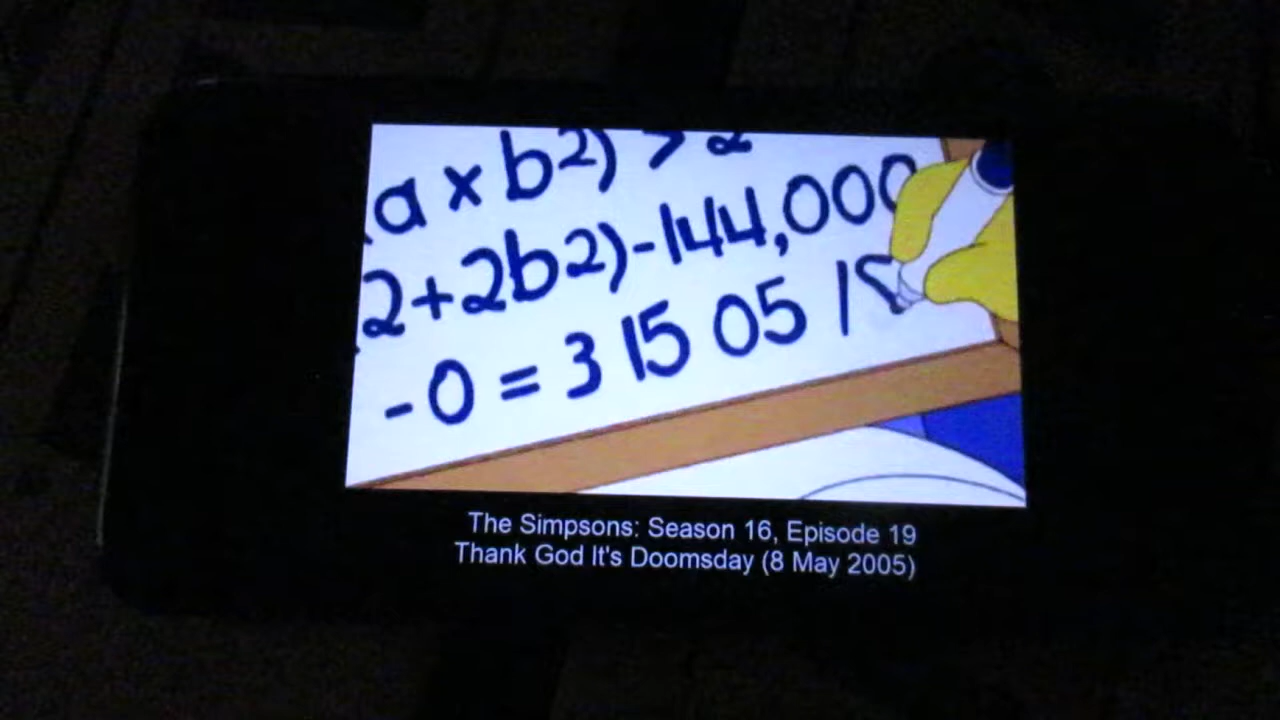 a x b2) > 2
2+2b2)-144,000
-0 = 3 15 05 1
The Simpsons: Season 16, Episode 19
Thank God It's Doomsday (8 May 2005)